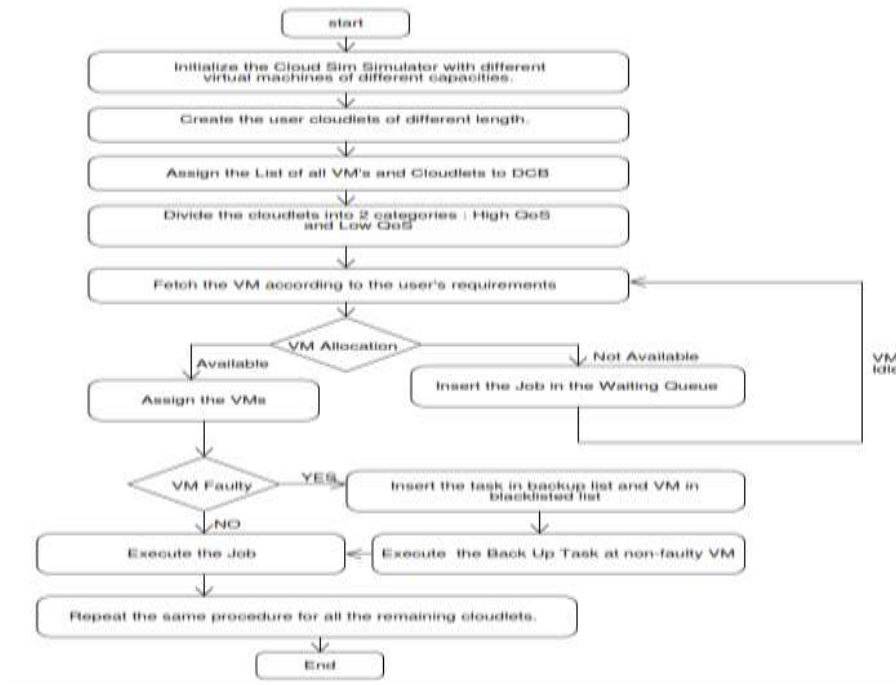 start
Initialize the Cloud Sim Simulator with different
virtual machines of different capacities.
Create the user cloudlets of different length.
Assign the List of all VM's and Cloudlets to DCB
Divide the cloudlets into 2 categories : High QoS
and Low QoS
Fetch the VM according to the user's requirements
VM Allocation
Available
Not Available
VM
Idle
Assign the VMs
Insert the Job in the Waiting Queue
VM Faulty
YES
Insert the task in backup list and VM in
blacklisted list
NO
Execute the Job
Execute the Back Up Task at non-faulty VM
Repeat the same procedure for all the remaining cloudlets.
End